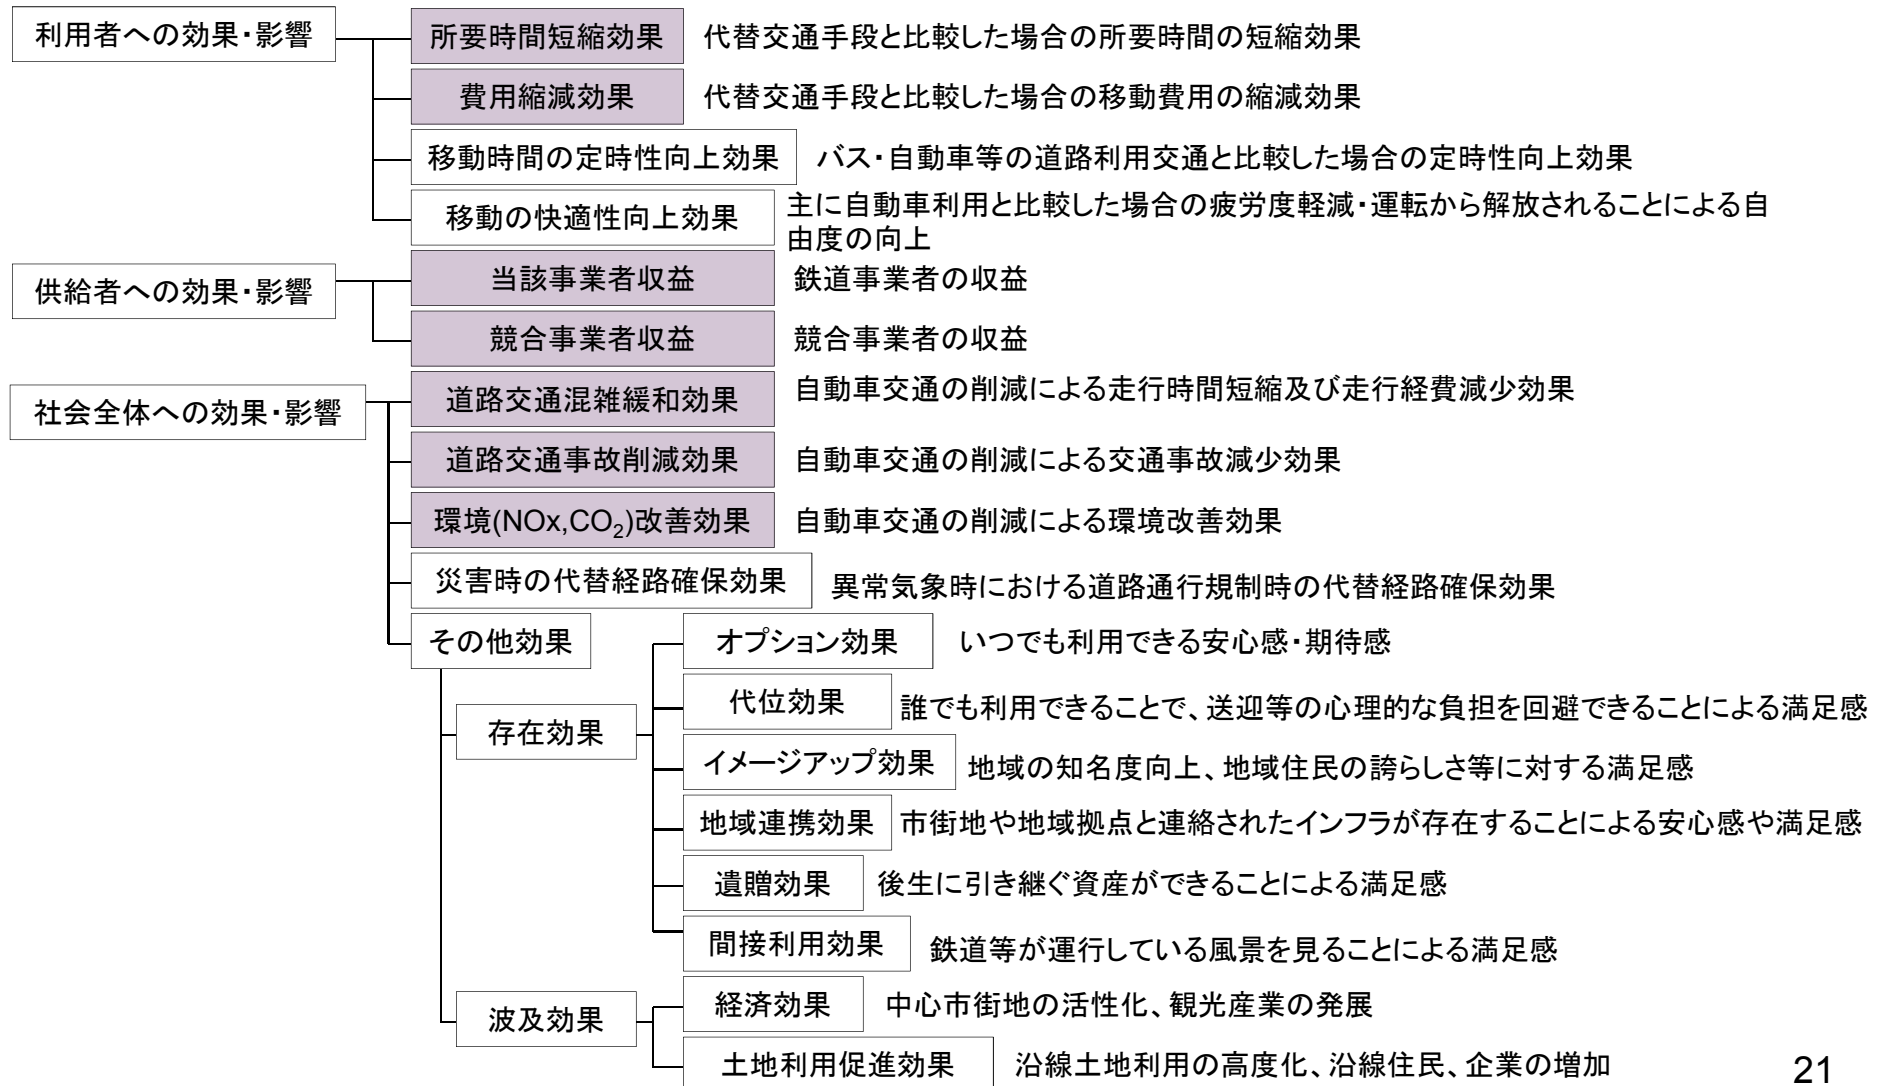 利用者への効果・影響
所要時間短縮効果 代替交通手段と比較した場合の所要時間の短縮効果
費用縮減効果 代替交通手段と比較した場合の移動費用の縮減効果
移動時間の定時性向上効果 バス・自動車等の道路利用交通と比較した場合の定時性向上効果
移動の快適性向上効果 主に自動車利用と比較した場合の疲労度軽減・運転から解放されることによる自
由度の向上
供給者への効果・影響
当該事業者収益 鉄道事業者の収益
競合事業者収益 競合事業者の収益
社会全体への効果・影響
道路交通混雑緩和効果 自動車交通の削減による走行時間短縮及び走行経費減少効果
道路交通事故削減効果 自動車交通の削減による交通事故減少効果
環境(NOx,CO2)改善効果 自動車交通の削減による環境改善効果
災害時の代替経路確保効果 異常気象時における道路通行規制時の代替経路確保効果
その他効果
存在効果
オプション効果 いつでも利用できる安心感・期待感
代位効果 誰でも利用できることで、送迎等の心理的な負担を回避できることによる満足感
イメージアップ効果 地域の知名度向上、地域住民の誇らしさ等に対する満足感
地域連携効果 市街地や地域拠点と連絡されたインフラが存在することによる安心感や満足感
遺贈効果 後生に引き継ぐ資産ができることによる満足感
間接利用効果 鉄道等が運行している風景を見ることによる満足感
波及効果
経済効果 中心市街地の活性化、観光産業の発展
土地利用促進効果 沿線土地利用の高度化、沿線住民、企業の増加
21